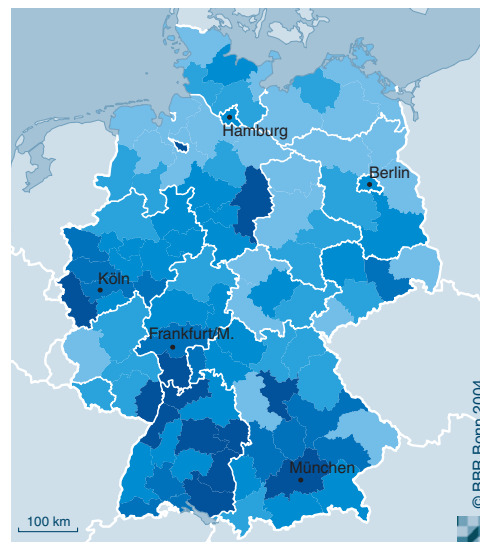 Hamburg
Berlin
Köln
Frankfurt/M.
München
100 km
© BBR Bonn 2004